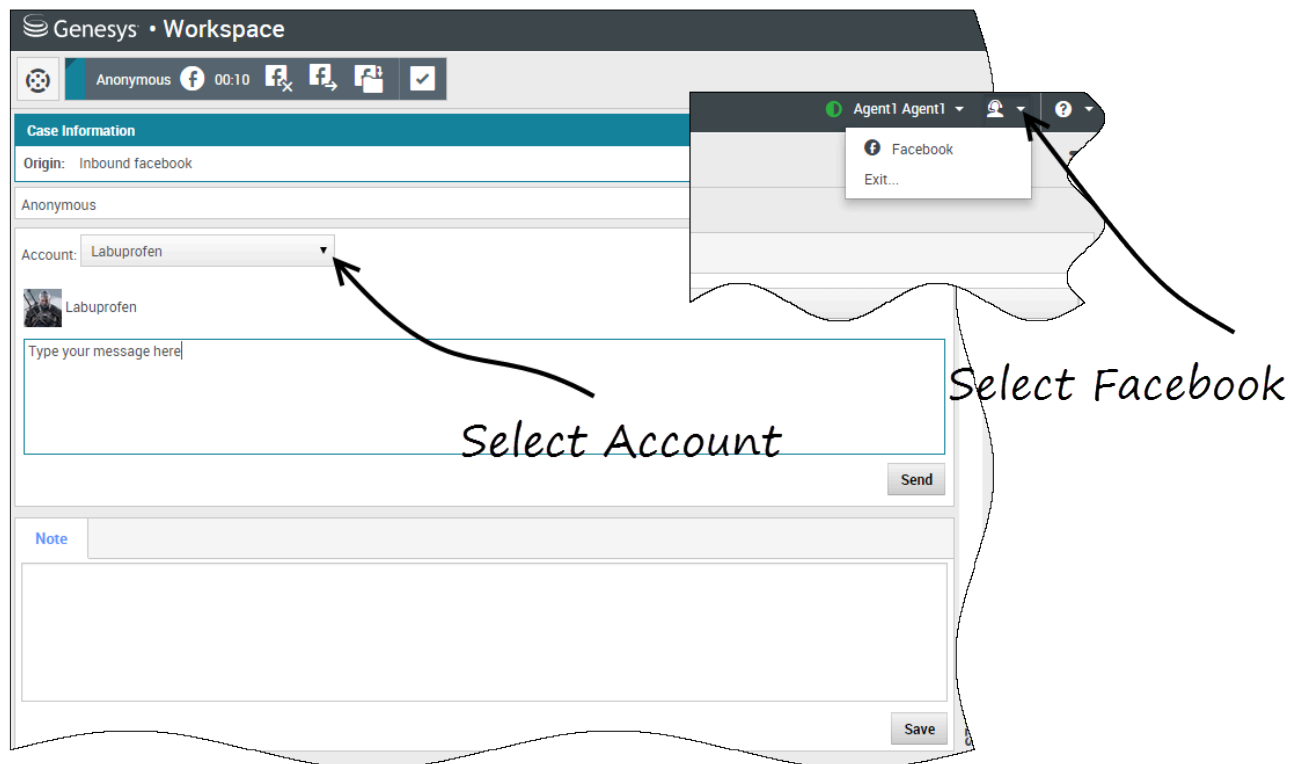 Genesys • Workspace
Anonymous 00:10
Agent1 Agent1
Facebook
Exit...
Case Information
Origin: Inbound facebook
Anonymous
Account: Labuprofen
Labuprofen
Type your message here
Select Facebook
Select Account
Send
Note
Save